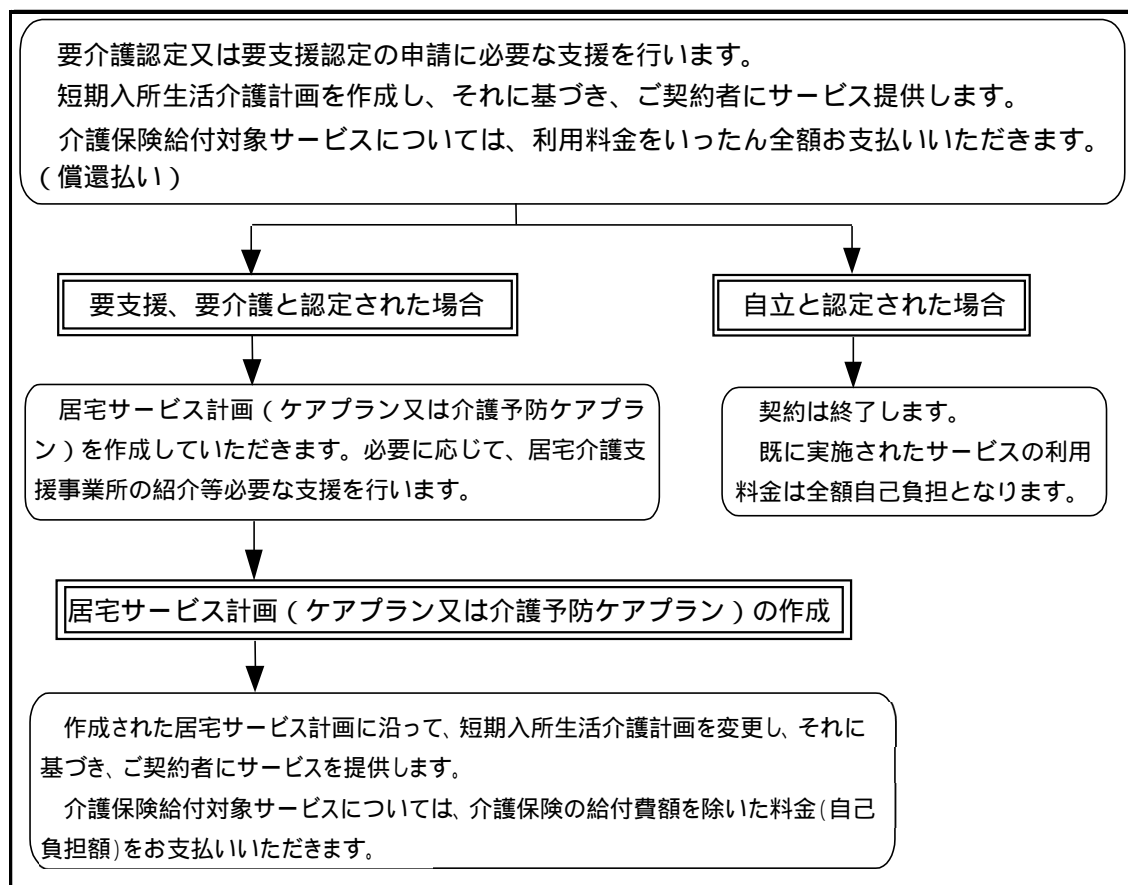 要介護認定又は要支援認定の申請に必要な支援を行います。
短期入所生活介護計画を作成し、それに基づき、ご契約者にサービス提供します。
介護保険給付対象サービスについては、利用料金をいったん全額お支払いいただきます。
(償還払い)
要支援、要介護と認定された場合
自立と認定された場合
居宅サービス計画(ケアプラン又は介護予防ケアプラ
ン)を作成していただきます。必要に応じて、居宅介護支
援事業所の紹介等必要な支援を行います。
契約は終了します。
既に実施されたサービスの利用
料金は全額自己負担となります。
居宅サービス計画(ケアプラン又は介護予防ケアプラン)の作成
作成された居宅サービス計画に沿って、短期入所生活介護計画を変更し、それに
基づき、ご契約者にサービスを提供します。
介護保険給付対象サービスについては、介護保険の給付費額を除いた料金(自己
負担額)をお支払いいただきます。